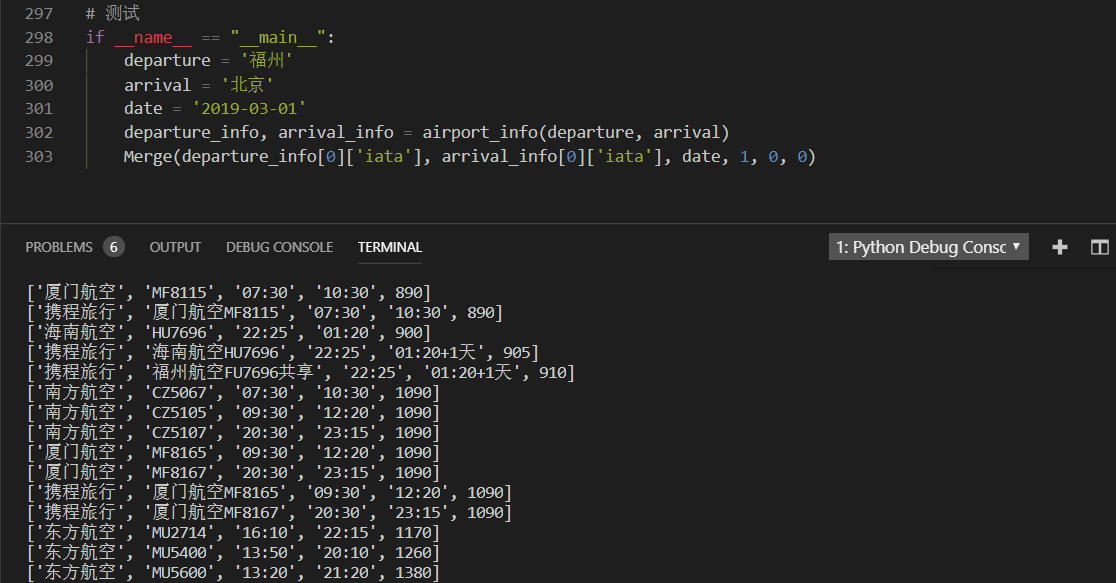 297 # 测试
298 if __name__ == "__main__":
299 departure = '福州'
300 arrival = '北京'
301 date = '2019-03-01'
302 departure_info, arrival_info = airport_info(departure, arrival)
303 Merge(departure_info[0]['iata'], arrival_info[0]['iata'], date, 1, 0, 0)
PROBLEMS 6 OUTPUT DEBUG CONSOLE TERMINAL 1: Python Debug Consc
['厦门航空', 'MF8115', '07:30', '10:30', 890]
['携程旅行', '厦门航空MF8115', '07:30', '10:30', 890]
['海南航空', 'HU7696', '22:25', '01:20', 900]
['携程旅行', '海南航空HU7696', '22:25', '01:20+1天', 905]
['携程旅行', '福州航空FU7696共享', '22:25', '01:20+1天', 910]
['南方航空', 'CZ5067', '07:30', '10:30', 1090]
['南方航空', 'CZ5105', '09:30', '12:20', 1090]
['南方航空', 'CZ5107', '20:30', '23:15', 1090]
['厦门航空', 'MF8165', '09:30', '12:20', 1090]
['厦门航空', 'MF8167', '20:30', '23:15', 1090]
['携程旅行', '厦门航空MF8165', '09:30', '12:20', 1090]
['携程旅行', '厦门航空MF8167', '20:30', '23:15', 1090]
['东方航空', 'MU2714', '16:10', '22:15', 1170]
['东方航空', 'MU5400', '13:50', '20:10', 1260]
['东方航空', 'MU5600', '13:20', '21:20', 1380]